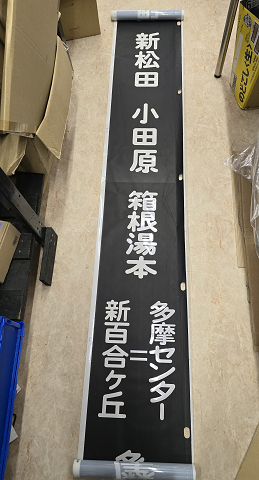 新松田
小田原
箱根湯本
多摩センター
=
新百合ヶ丘
多